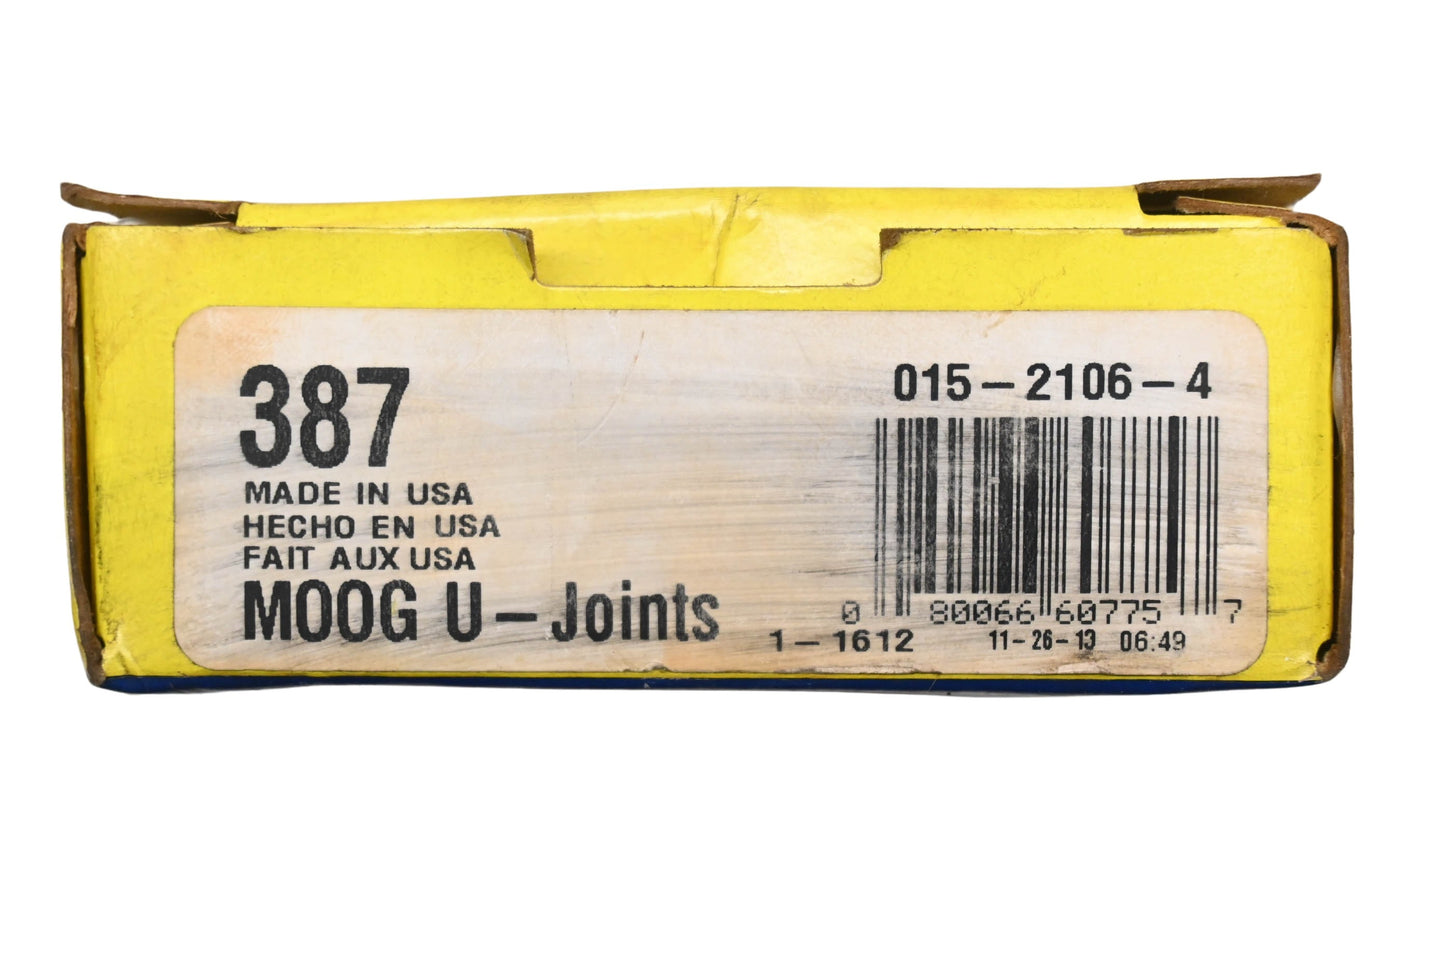 387
MADE IN USA
HECHO EN USA
FAIT AUX USA
MOOG U-Joints
015-2106-4
0 80066 60775 7
1-1612 11-26-13 06:49